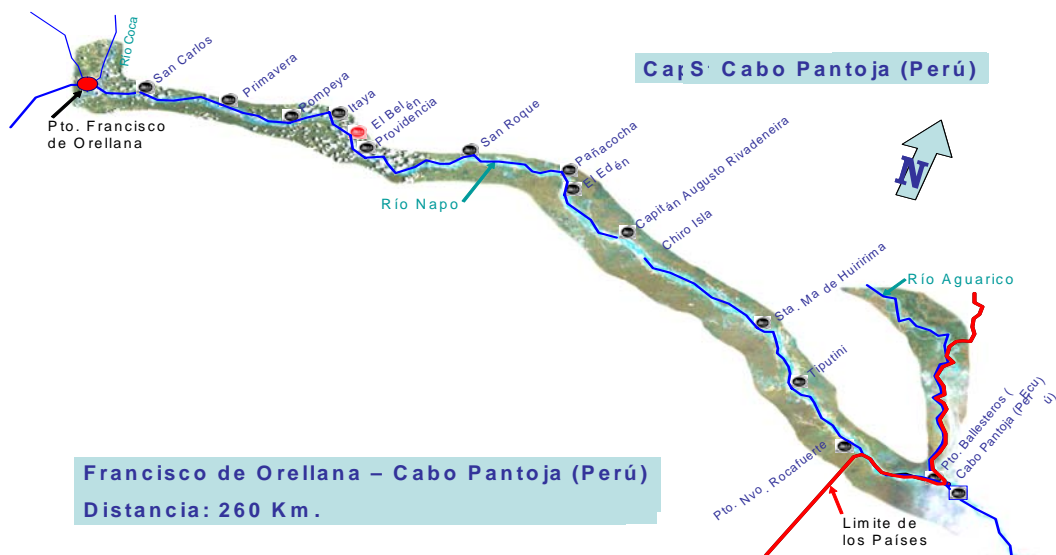 Río Coca
San Carlos
Primavera
Pompeya
Itaya
El Belén
Providencia
San Roque
Pañacocha
El Edén
Capitán Augusto Rivadeneira
Chiro Isla
Sta. Ma de Huiririma
Tiputini
Pto. Nvo. Rocafuerte
Pto. Ballesteros (Ecu)
Cabo Pantoja (Perú)
Cabo Pantoja (Perú)
N
Pto. Francisco
de Orellana
Río Napo
Río Aguarico
Francisco de Orellana – Cabo Pantoja (Perú)
Distancia: 260 Km.
Limite de
los Países